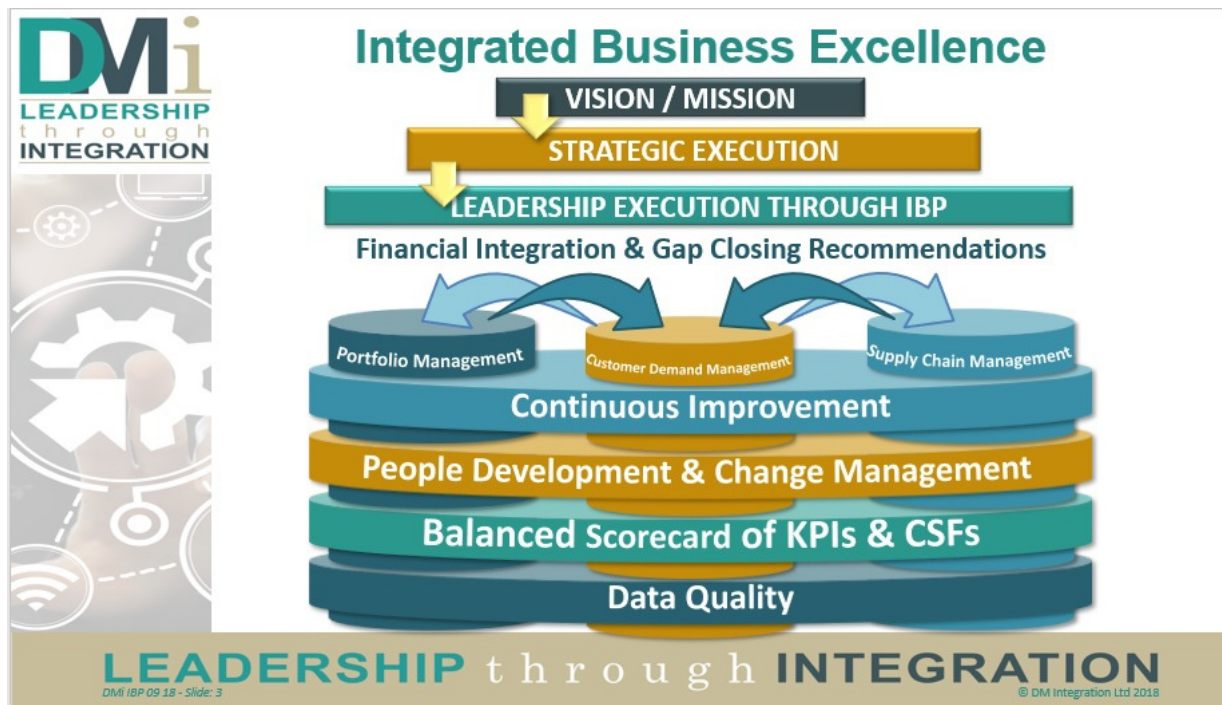 DMi
LEADERSHIP
through
INTEGRATION
Integrated Business Excellence
VISION / MISSION
STRATEGIC EXECUTION
LEADERSHIP EXECUTION THROUGH IBP
Financial Integration & Gap Closing Recommendations
Portfolio Management
Customer Demand Management
Supply Chain Management
Continuous Improvement
People Development & Change Management
Balanced Scorecard of KPIs & CSFs
Data Quality
LEADERSHIP through INTEGRATION
DMi IBP 09 18 - Slide: 3
© DM Integration Ltd 2018